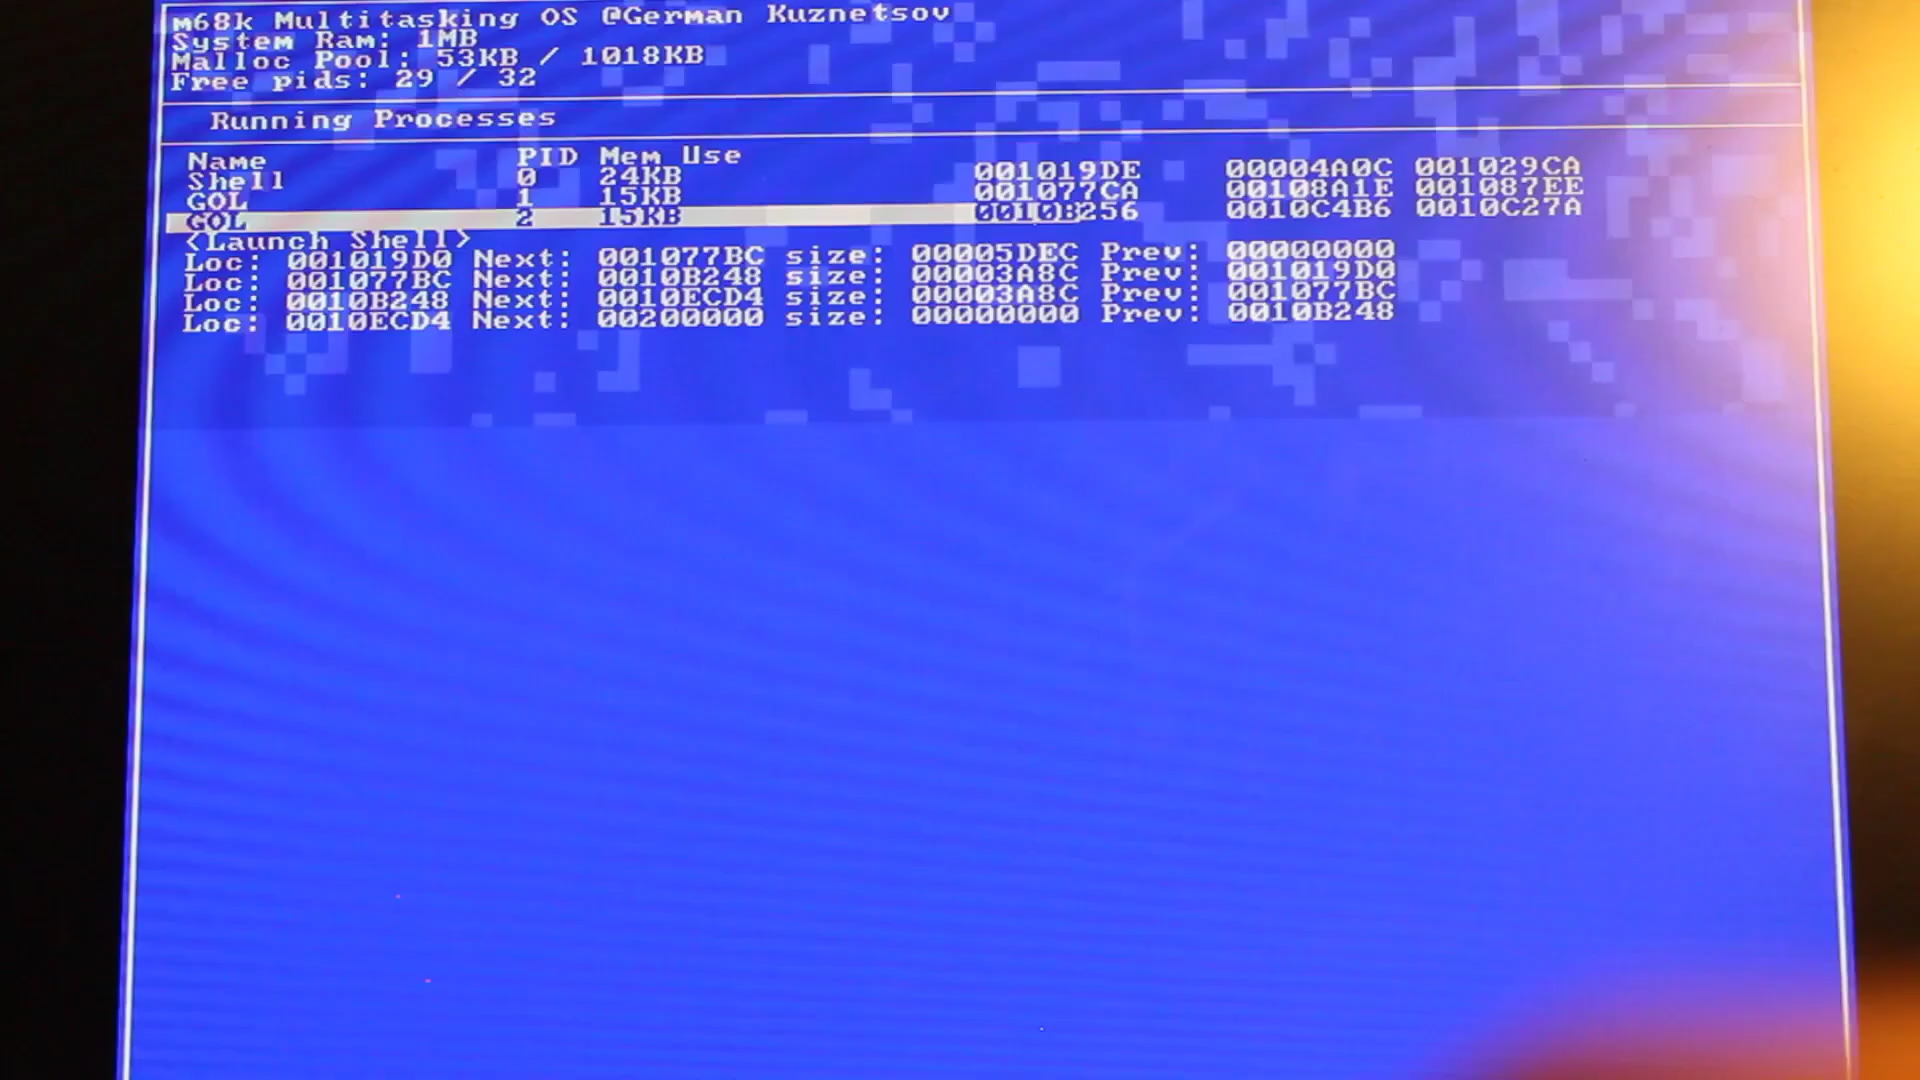 m68k Multitasking OS @German Kuznetsov
System Ram: 1MB
Malloc Pool: 53KB / 1018KB
Free pids: 29 / 32
Running Processes
Name PID Mem Use
Shell 0 24KB 001019DE 00004A0C 001029CA
GOL 1 15KB 001077CA 00108A1E 001087EE
GOL 2 15KB 0010B256 0010C4B6 0010C27A
<Launch Shell>
Loc: 001019D0 Next: 001077BC size: 00005DEC Prev: 00000000
Loc: 001077BC Next: 0010B248 size: 00003A8C Prev: 001019D0
Loc: 0010B248 Next: 0010ECD4 size: 00003A8C Prev: 001077BC
Loc: 0010ECD4 Next: 00200000 size: 00000000 Prev: 0010B248